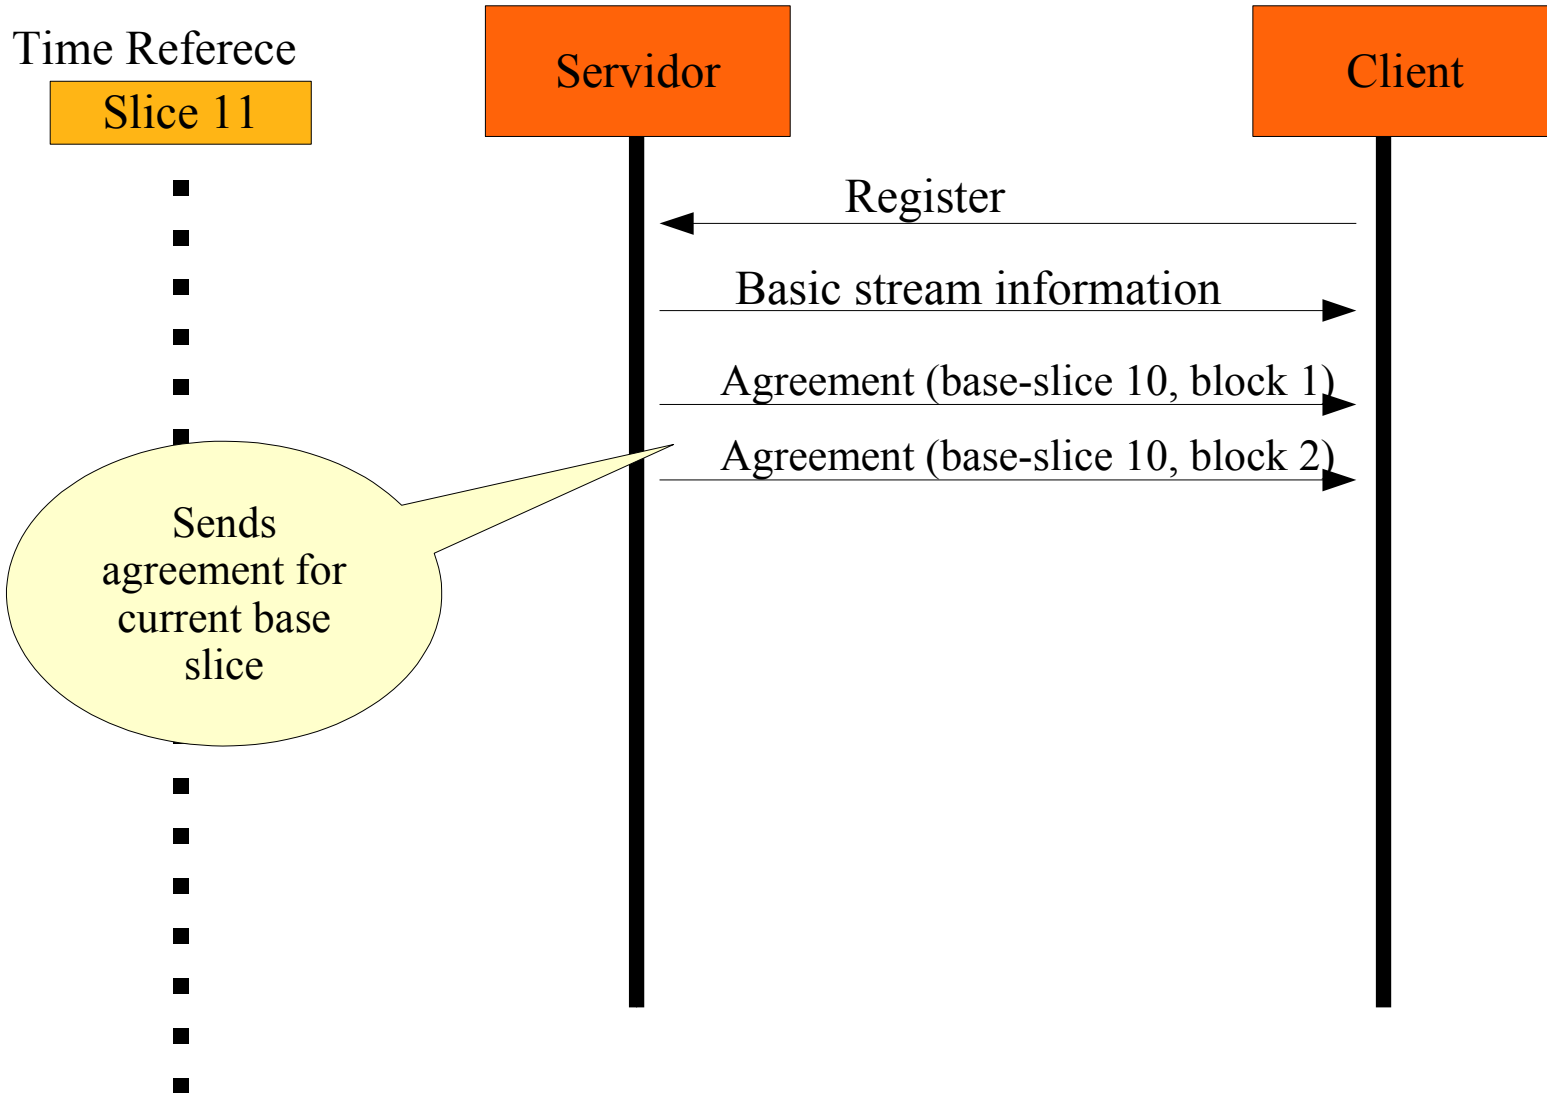 Time Referece
Slice 11
Servidor
Client
Register
Basic stream information
Agreement (base-slice 10, block 1)
Agreement (base-slice 10, block 2)
Sends
agreement for
current base
slice